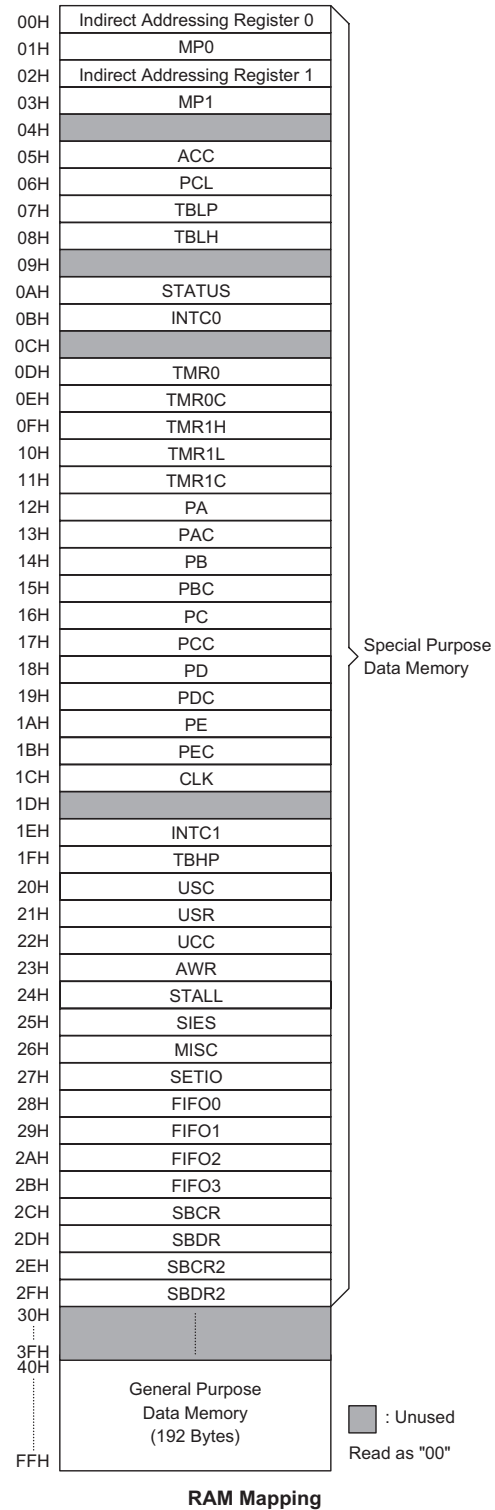 00H Indirect Addressing Register 0
01H MP0
02H Indirect Addressing Register 1
03H MP1
04H
05H ACC
06H PCL
07H TBLP
08H TBLH
09H
0AH STATUS
0BH INTC0
0CH
0DH TMR0
0EH TMR0C
0FH TMR1H
10H TMR1L
11H TMR1C
12H PA
13H PAC
14H PB
15H PBC
16H PC
17H PCC
18H PD
19H PDC
1AH PE
1BH PEC
1CH CLK
1DH
1EH INTC1
1FH TBHP
20H USC
21H USR
22H UCC
23H AWR
24H STALL
25H SIES
26H MISC
27H SETIO
28H FIFO0
29H FIFO1
2AH FIFO2
2BH FIFO3
2CH SBCR
2DH SBDR
2EH SBCR2
2FH SBDR2
30H
3FH
40H
FFH
General Purpose
Data Memory
(192 Bytes)
Special Purpose
Data Memory
: Unused
Read as "00"
RAM Mapping